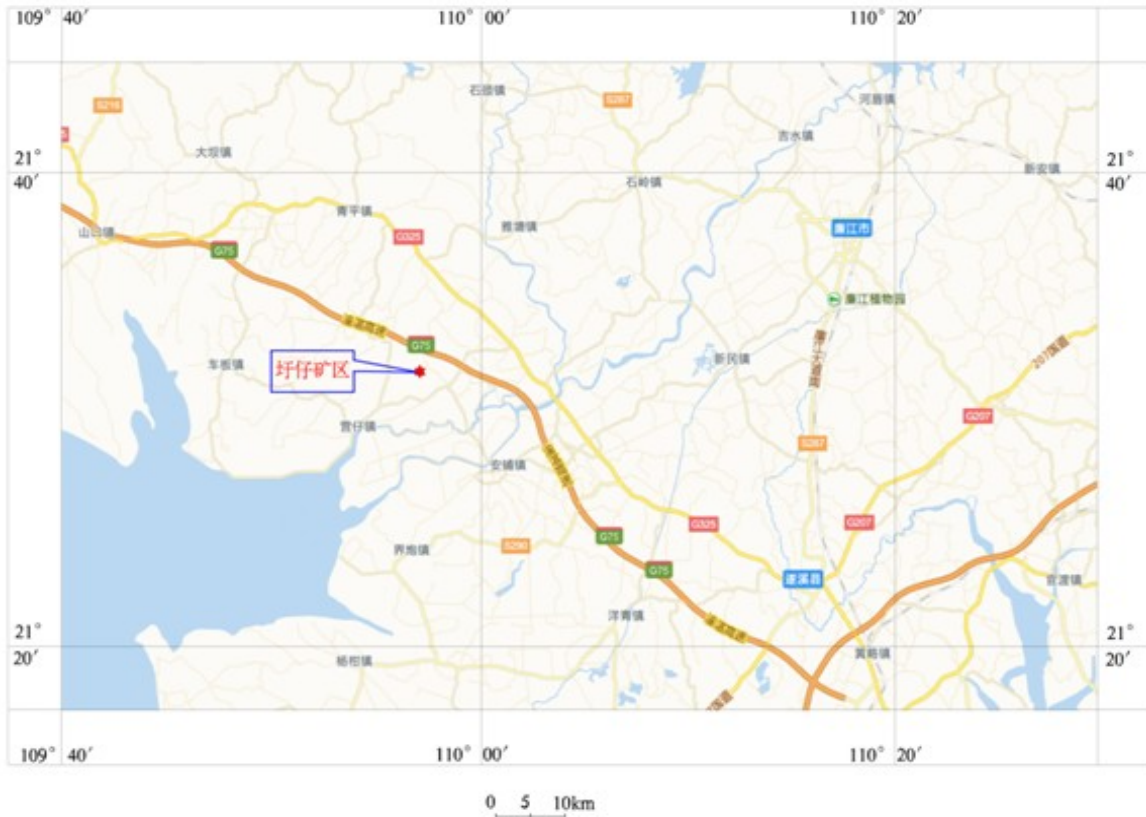 109° 40′
110° 00′
110° 20′
石颈镇
S287
河唇镇
S216
吉水镇
大坝镇
21°
40′
21°
40′
石岭镇
新安镇
青平镇
雅塘镇
山口镇
G325
廉江市
G75
廉江植物园
G75
207国道
车板镇
圩仔矿区
廉江大道南
G207
营仔镇
S287
安铺镇
G325
G207
界炮镇
S290
G75
G75
遂溪县
官渡镇
洋青镇
21°
20′
21°
20′
杨柑镇
黄略镇
109° 40′
110° 00′
110° 20′
0 5 10km